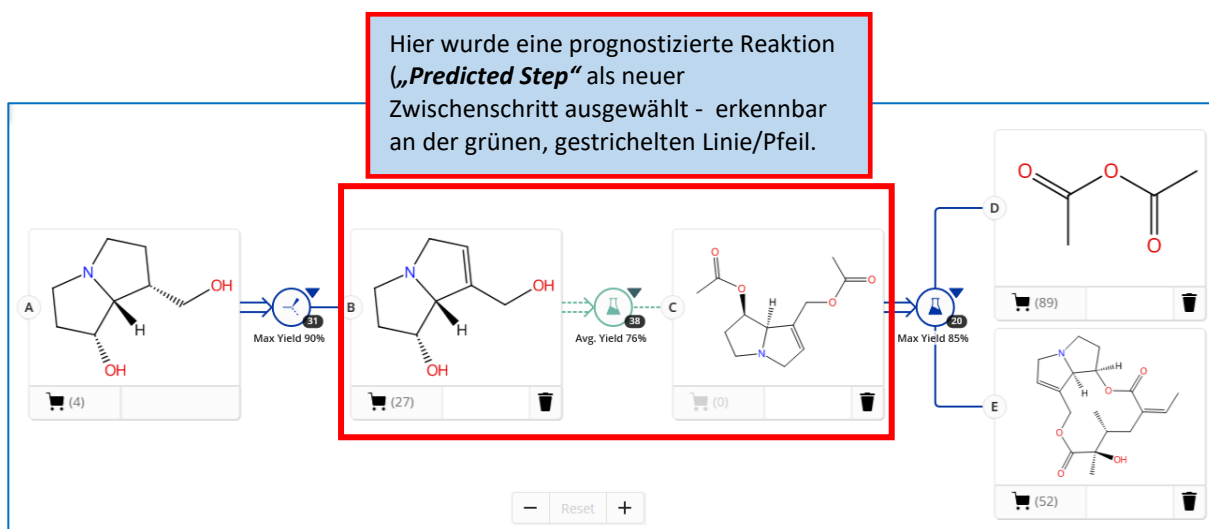 Hier wurde eine prognostizierte Reaktion
(„Predicted Step“ als neuer
Zwischenschritt ausgewählt - erkennbar
an der grünen, gestrichelten Linie/Pfeil.
A
N
OH
H
OH
(4)
31
Max Yield 90%
B
N
OH
H
OH
(27)
38
Avg. Yield 76%
C
O
O
O
O
H
N
(0)
20
Max Yield 85%
D
O
O
O
(89)
E
N
H
H
O
O
O
O
OH
(52)
− Reset +